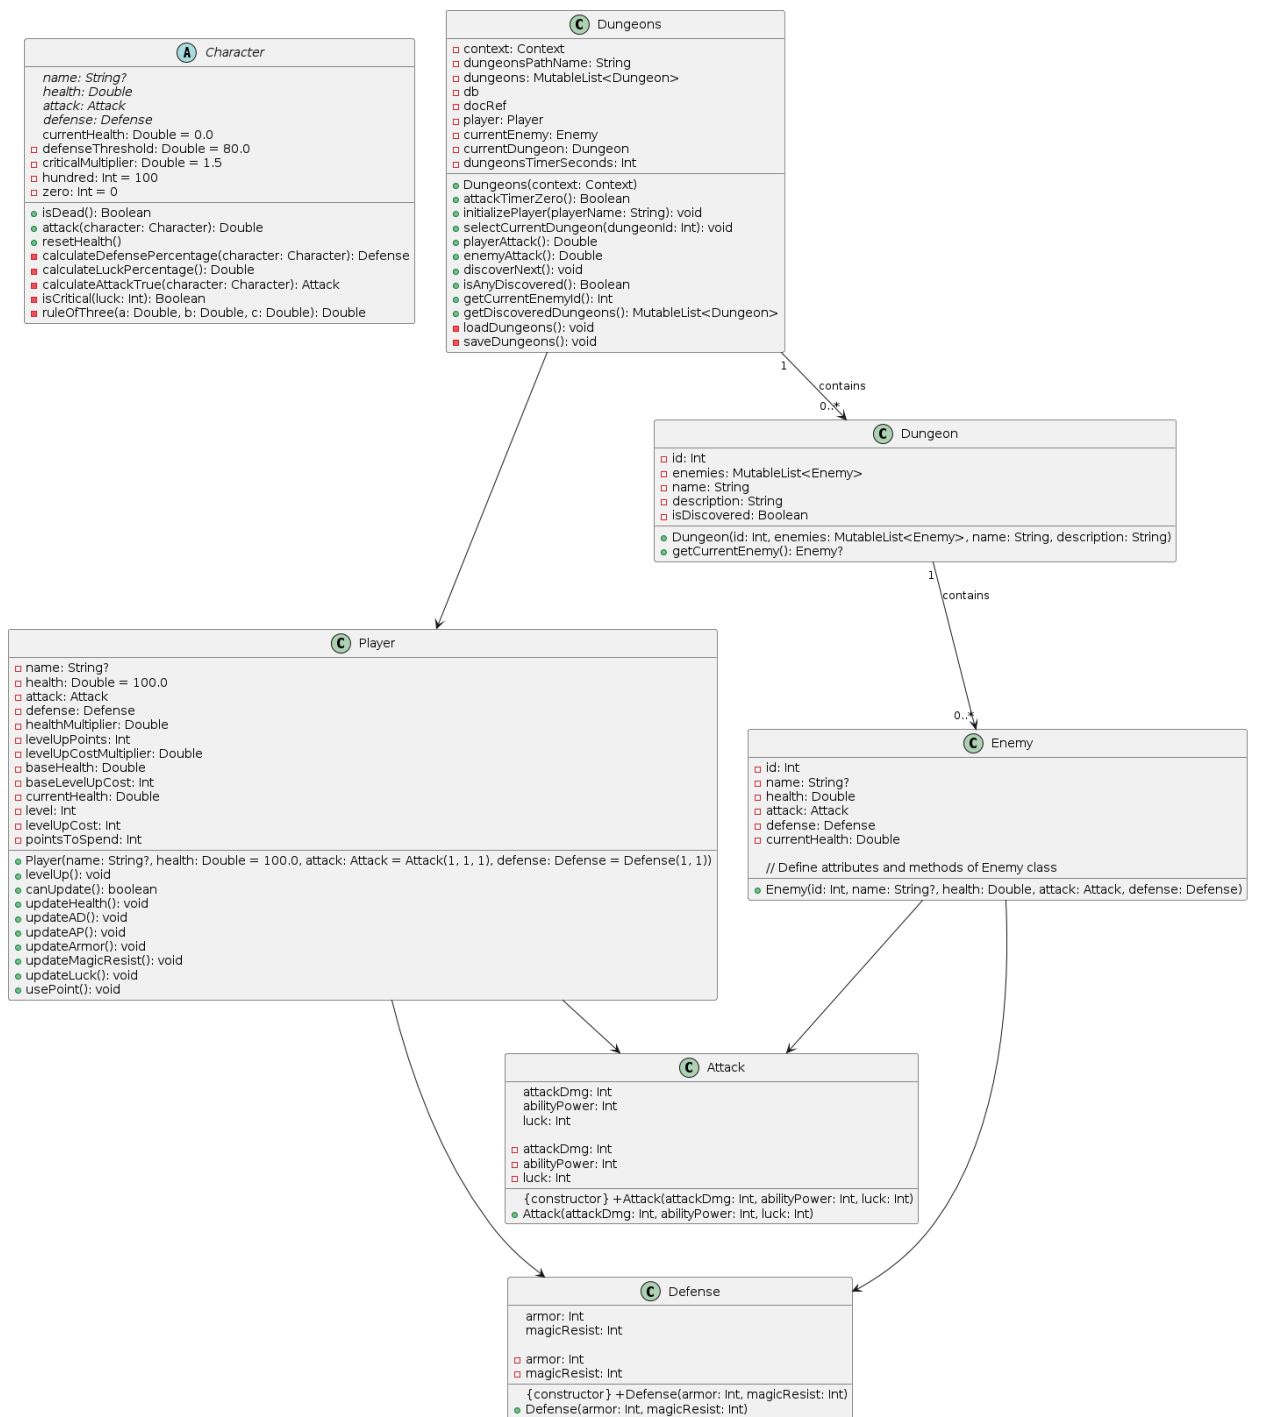 A Character
name: String?
health: Double
attack: Attack
defense: Defense
currentHealth: Double = 0.0
defenseThreshold: Double = 80.0
criticalMultiplier: Double = 1.5
hundred: Int = 100
zero: Int = 0
isDead(): Boolean
attack(character: Character): Double
resetHealth()
calculateDefensePercentage(character: Character): Defense
calculateLuckPercentage(): Double
calculateAttackTrue(character: Character): Attack
isCritical(luck: Int): Boolean
ruleOfThree(a: Double, b: Double, c: Double): Double
C Dungeons
context: Context
dungeonsPathName: String
dungeons: MutableList<Dungeon>
db
docRef
player: Player
currentEnemy: Enemy
currentDungeon: Dungeon
dungeonsTimerSeconds: Int
Dungeons(context: Context)
attackTimerZero(): Boolean
initializePlayer(playerName: String): void
selectCurrentDungeon(dungeonId: Int): void
playerAttack(): Double
enemyAttack(): Double
discoverNext(): void
isAnyDiscovered(): Boolean
getCurrentEnemyId(): Int
getDiscoveredDungeons(): MutableList<Dungeon>
loadDungeons(): void
saveDungeons(): void
1
contains
0..*
C Dungeon
id: Int
enemies: MutableList<Enemy>
name: String
description: String
isDiscovered: Boolean
Dungeon(id: Int, enemies: MutableList<Enemy>, name: String, description: String)
getCurrentEnemy(): Enemy?
1
contains
0..*
C Player
name: String?
health: Double = 100.0
attack: Attack
defense: Defense
healthMultiplier: Double
levelUpPoints: Int
levelUpCostMultiplier: Double
baseHealth: Double
baseLevelUpCost: Int
currentHealth: Double
level: Int
levelUpCost: Int
pointsToSpend: Int
Player(name: String?, health: Double = 100.0, attack: Attack = Attack(1, 1, 1), defense: Defense = Defense(1, 1))
levelUp(): void
canUpdate(): boolean
updateHealth(): void
updateAD(): void
updateAP(): void
updateArmor(): void
updateMagicResist(): void
updateLuck(): void
usePoint(): void
C Enemy
id: Int
name: String?
health: Double
attack: Attack
defense: Defense
currentHealth: Double
// Define attributes and methods of Enemy class
Enemy(id: Int, name: String?, health: Double, attack: Attack, defense: Defense)
C Attack
attackDmg: Int
abilityPower: Int
luck: Int
attackDmg: Int
abilityPower: Int
luck: Int
{constructor} +Attack(attackDmg: Int, abilityPower: Int, luck: Int)
Attack(attackDmg: Int, abilityPower: Int, luck: Int)
C Defense
armor: Int
magicResist: Int
armor: Int
magicResist: Int
{constructor} +Defense(armor: Int, magicResist: Int)
Defense(armor: Int, magicResist: Int)